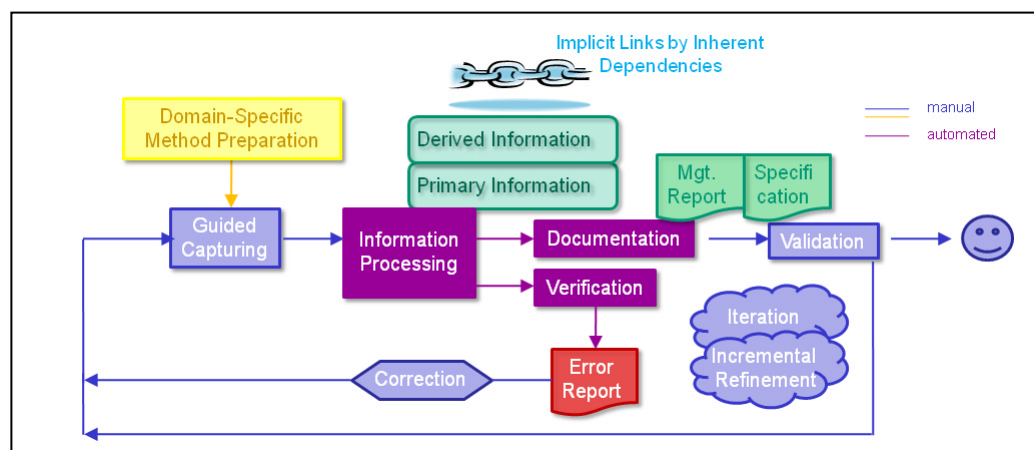 Implicit Links by Inherent
Dependencies
manual
automated
Domain-Specific
Method Preparation
Derived Information
Primary Information
Mgt.
Report
Specifi
cation
Guided
Capturing
Information
Processing
Documentation
Validation
Verification
Iteration
Incremental
Refinement
Correction
Error
Report